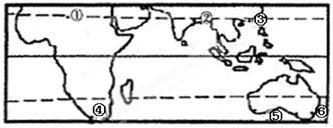 ① ② ③
④ ⑤ ⑥